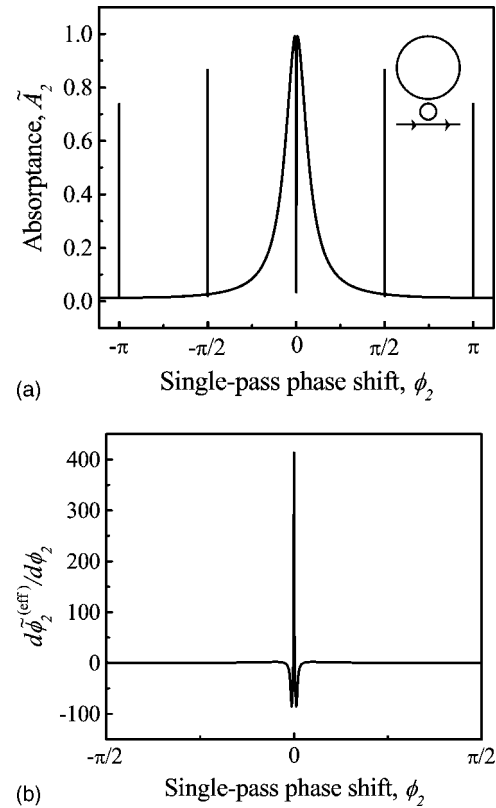 (a)
Absorptance, Ã₂
1.0
0.8
0.6
0.4
0.2
0.0
-π
-π/2
0
π/2
π
Single-pass phase shift, ϕ₂
(b)
dϕ̃₂⁽ᵉᶠᶠ⁾/dϕ₂
400
300
200
100
0
-100
-π/2
0
π/2
Single-pass phase shift, ϕ₂